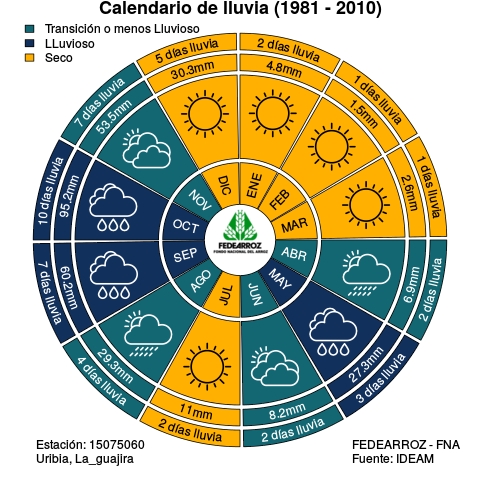 Calendario de lluvia (1981 - 2010)
Transición o menos Lluvioso
LLuvioso
Seco
2 días lluvia
4.8mm
ENE
1 días lluvia
1.5mm
FEB
1 días lluvia
2.6mm
MAR
2 días lluvia
6.9mm
ABR
3 días lluvia
27.3mm
MAY
2 días lluvia
8.2mm
JUN
2 días lluvia
11mm
JUL
4 días lluvia
29.3mm
AGO
7 días lluvia
60.2mm
SEP
10 días lluvia
95.2mm
OCT
7 días lluvia
53.5mm
NOV
5 días lluvia
30.3mm
DIC
FEDEARROZ
FONDO NACIONAL DEL ARROZ
Estación: 15075060
Uribia, La_guajira
FEDEARROZ - FNA
Fuente: IDEAM